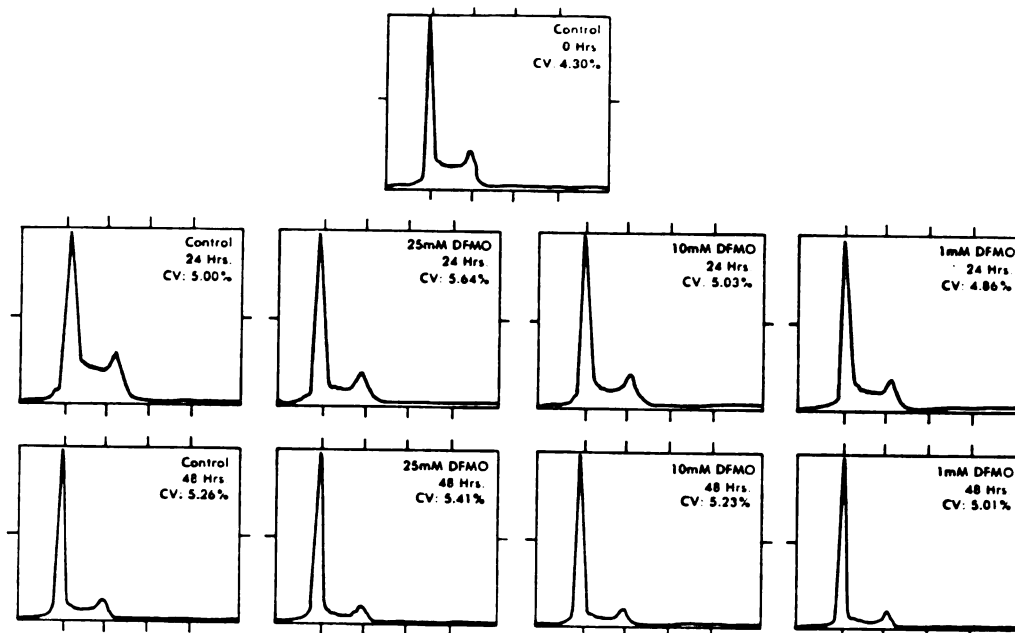 Control
0 Hrs.
CV: 4.30%
Control
24 Hrs.
CV: 5.00%
25mM DFMO
24 Hrs.
CV: 5.64%
10mM DFMO
24 Hrs.
CV. 5.03%
1mM DFMO
24 Hrs.
CV: 4.86%
Control
48 Hrs
CV: 5.26%
25mM DFMO
48 Hrs.
CV: 5.41%
10mM DFMO
48 Hrs.
CV: 5.23%
1mM DFMO
48 Hrs.
CV: 5.01%